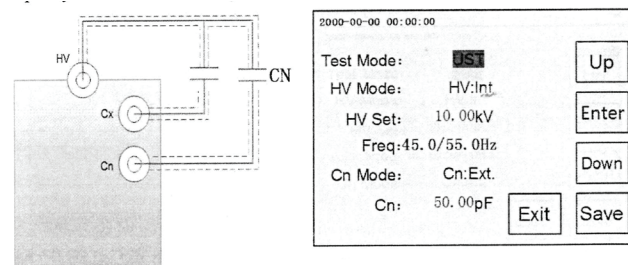 HV
Cx
Cn
CN
2000-00-00 00:00:00
Test Mode: UST
HV Mode: HV:Int.
HV Set: 10.00kV
Freq:45.0/55.0Hz
Cn Mode: Cn:Ext.
Cn: 50.00pF
Up
Enter
Down
Exit
Save